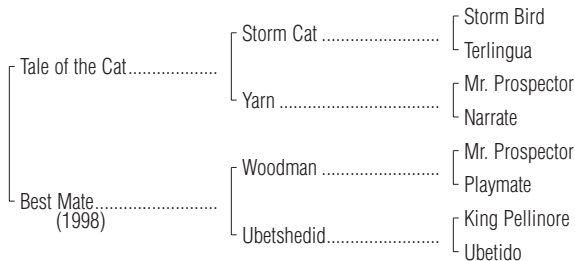 Storm Bird
Storm Cat ........................
Terlingua
Tale of the Cat..................
Mr. Prospector
Yarn ................................
Narrate
Mr. Prospector
Woodman ........................
Playmate
Best Mate........................
(1998)
King Pellinore
Ubetshedid.......................
Ubetido